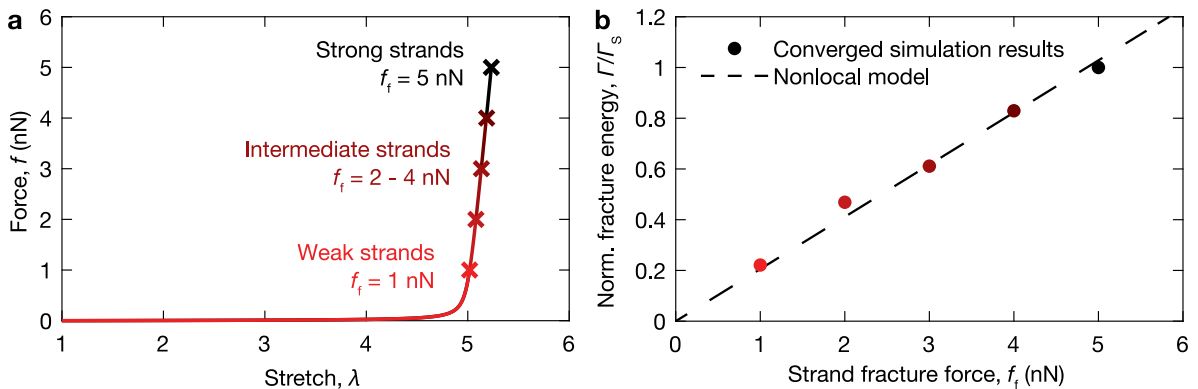 a
Strong strands
f_f = 5 nN
Intermediate strands
f_f = 2 - 4 nN
Weak strands
f_f = 1 nN
Force, f (nN)
6
5
4
3
2
1
0
1 2 3 4 5 6
Stretch, λ
b
Converged simulation results
Nonlocal model
Norm. fracture energy, Γ/Γ_S
1.2
1
0.8
0.6
0.4
0.2
0
0 1 2 3 4 5 6
Strand fracture force, f_f (nN)